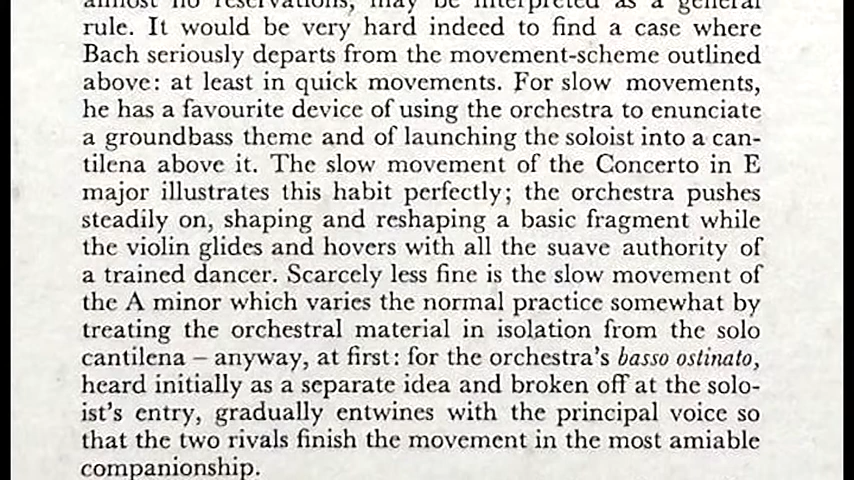 almost no reservations, may be interpreted as a general
rule. It would be very hard indeed to find a case where
Bach seriously departs from the movement-scheme outlined
above: at least in quick movements. For slow movements,
he has a favourite device of using the orchestra to enunciate
a groundbass theme and of launching the soloist into a can-
tilena above it. The slow movement of the Concerto in E
major illustrates this habit perfectly; the orchestra pushes
steadily on, shaping and reshaping a basic fragment while
the violin glides and hovers with all the suave authority of
a trained dancer. Scarcely less fine is the slow movement of
the A minor which varies the normal practice somewhat by
treating the orchestral material in isolation from the solo
cantilena – anyway, at first: for the orchestra's basso ostinato,
heard initially as a separate idea and broken off at the solo-
ist's entry, gradually entwines with the principal voice so
that the two rivals finish the movement in the most amiable
companionship.